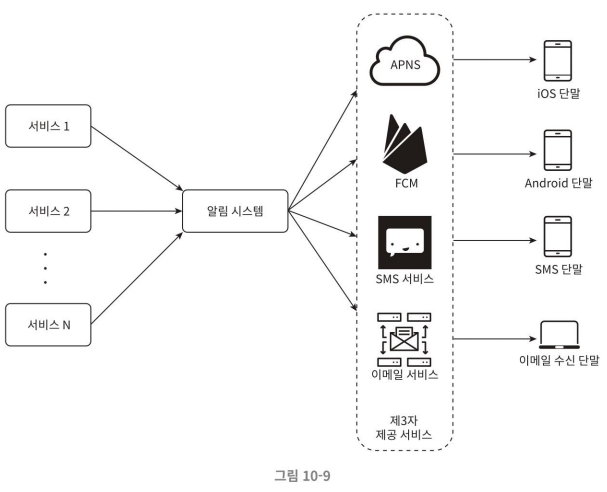 서비스 1
서비스 2
서비스 N
알림 시스템
APNS
FCM
SMS 서비스
이메일 서비스
제3자
제공 서비스
iOS 단말
Android 단말
SMS 단말
이메일 수신 단말
그림 10-9